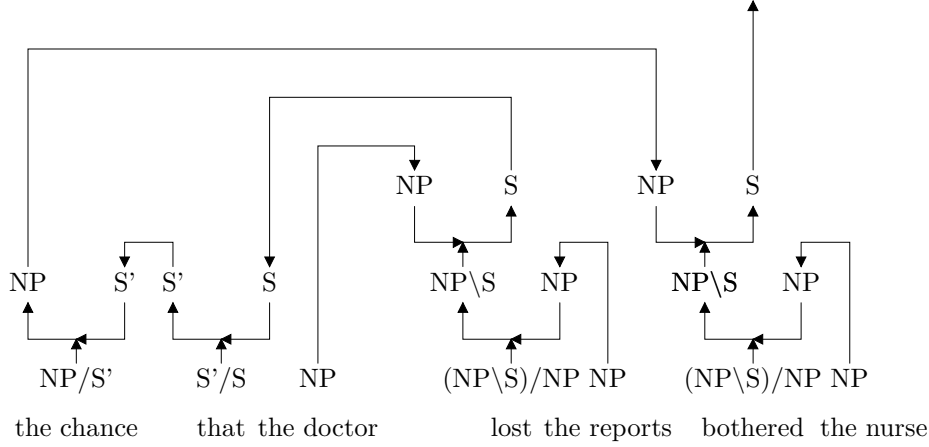 NP S NP S
NP S' S' S NP\S NP NP\S NP
NP/S' S'/S NP (NP\S)/NP NP (NP\S)/NP NP
the chance that the doctor lost the reports bothered the nurse